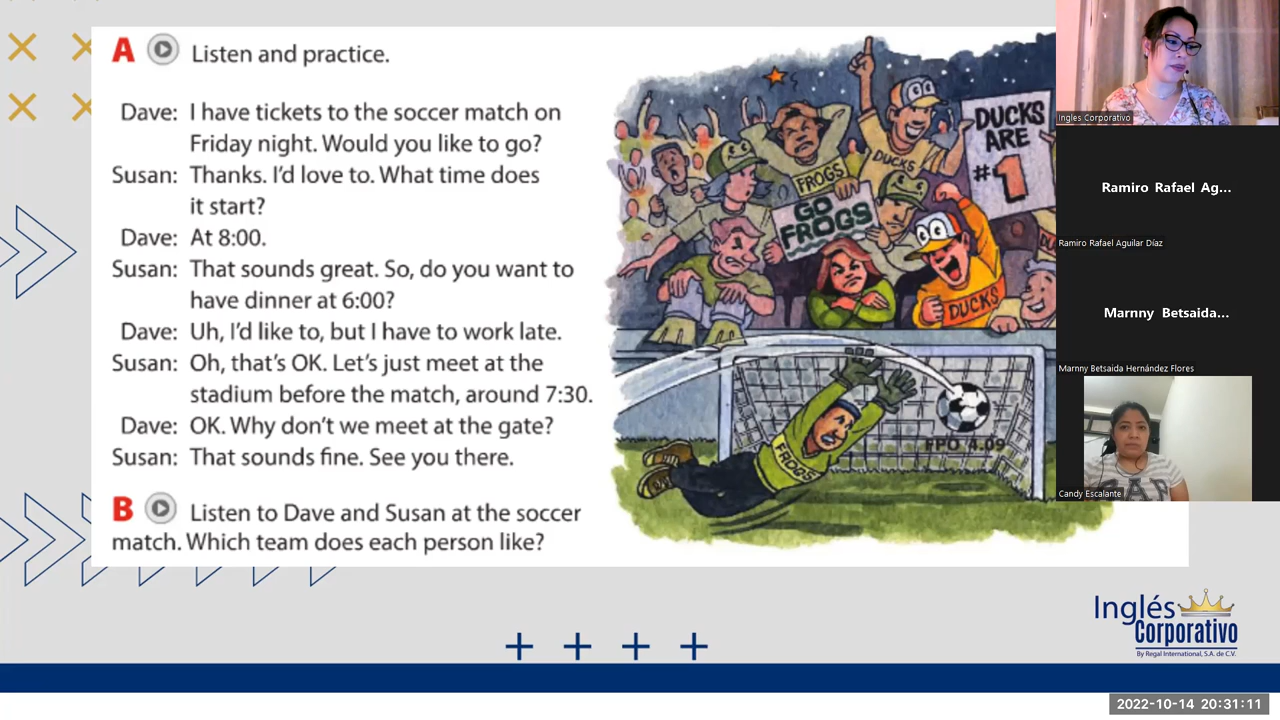 A Listen and practice.
Dave: I have tickets to the soccer match on
Friday night. Would you like to go?
Susan: Thanks. I'd love to. What time does
it start?
Dave: At 8:00.
Susan: That sounds great. So, do you want to
have dinner at 6:00?
Dave: Uh, I'd like to, but I have to work late.
Susan: Oh, that's OK. Let's just meet at the
stadium before the match, around 7:30.
Dave: OK. Why don't we meet at the gate?
Susan: That sounds fine. See you there.
B Listen to Dave and Susan at the soccer
match. Which team does each person like?
DUCKS
ARE
#1
DUCKS
FROGS
GO
FROGS
DUCKS
FROGS
FPO 4.09
Ingles Corporativo
Ramiro Rafael Ag...
Ramiro Rafael Aguilar Díaz
Marnny Betsaida...
Marnny Betsaida Hernández Flores
GAP
Candy Escalante
Inglés
Corporativo
By Regal International, S.A. de C.V.
2022-10-14 20:31:11